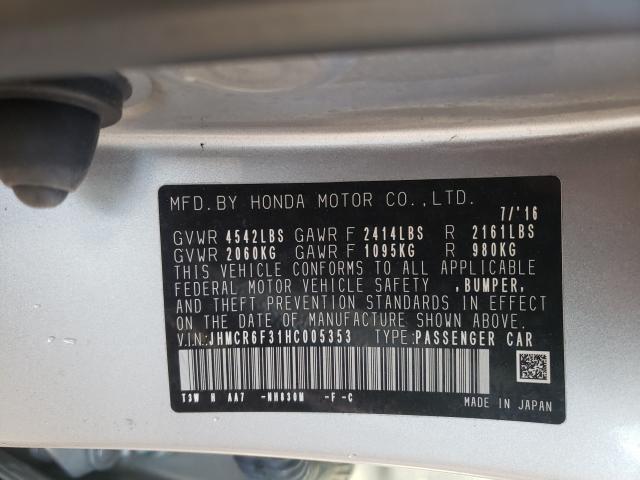 MFD. BY HONDA MOTOR CO., LTD.
7/'16
GVWR 4542LBS GAWR F 2414LBS R 2161LBS
GVWR 2060KG GAWR F 1095KG R 980KG
THIS VEHICLE CONFORMS TO ALL APPLICABLE
FEDERAL MOTOR VEHICLE SAFETY ,BUMPER,
AND THEFT PREVENTION STANDARDS IN EFFECT
ON THE DATE OF MANUFACTURE SHOWN ABOVE.
V.IN:JHMCR6F31HC005353 TYPE:PASSENGER CAR
T3W H AA7 -NH830M -F -C
MADE IN JAPAN